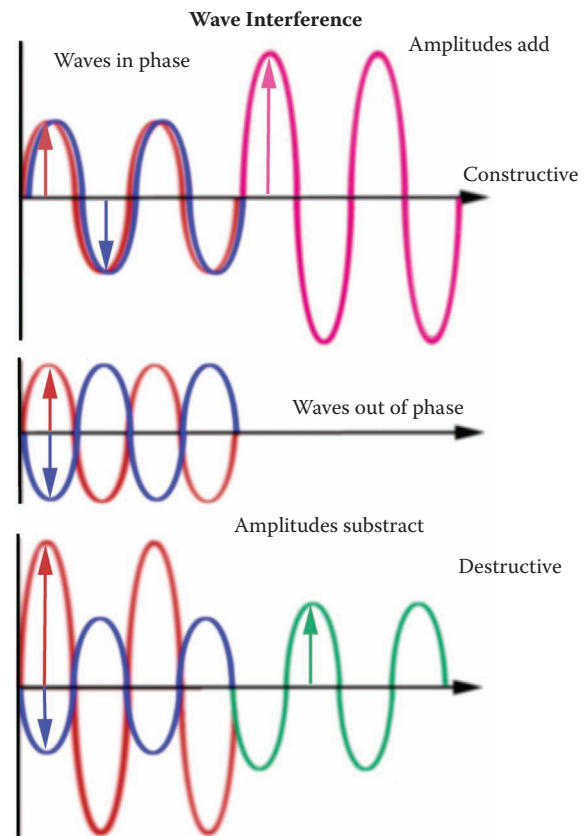 Wave Interference
Waves in phase
Amplitudes add
Constructive
Waves out of phase
Amplitudes substract
Destructive